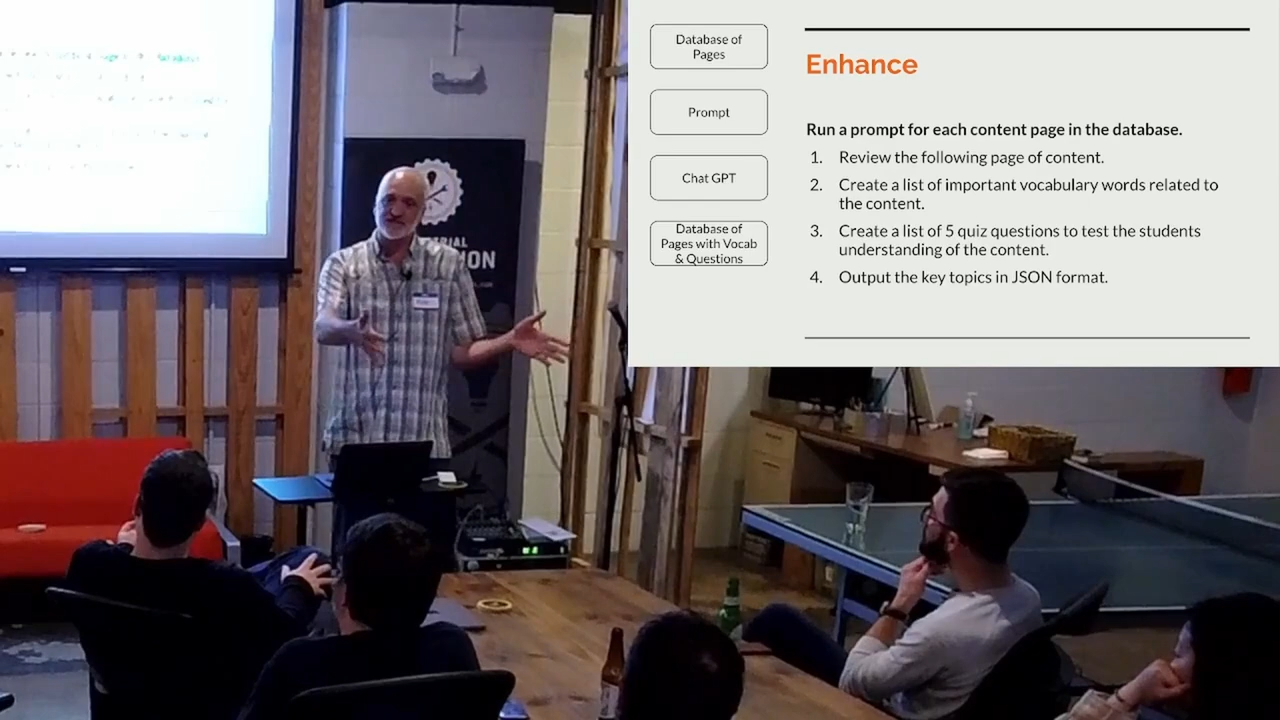 Database of
Pages
Prompt
Chat GPT
Database of
Pages with Vocab
& Questions
Enhance
Run a prompt for each content page in the database.
1. Review the following page of content.
2. Create a list of important vocabulary words related to
the content.
3. Create a list of 5 quiz questions to test the students
understanding of the content.
4. Output the key topics in JSON format.